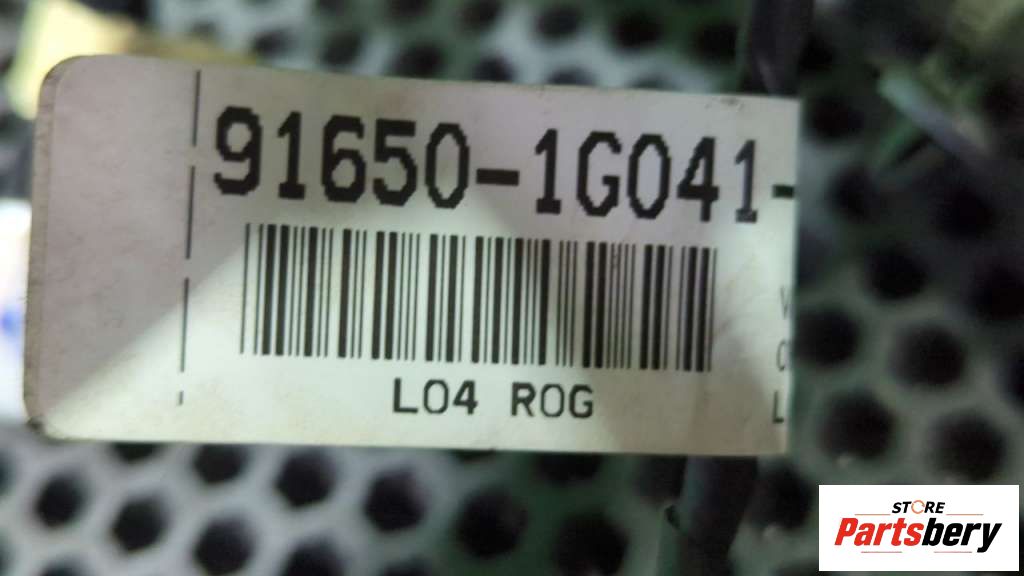 91650-1G041-
L04 ROG
STORE
Partsbery